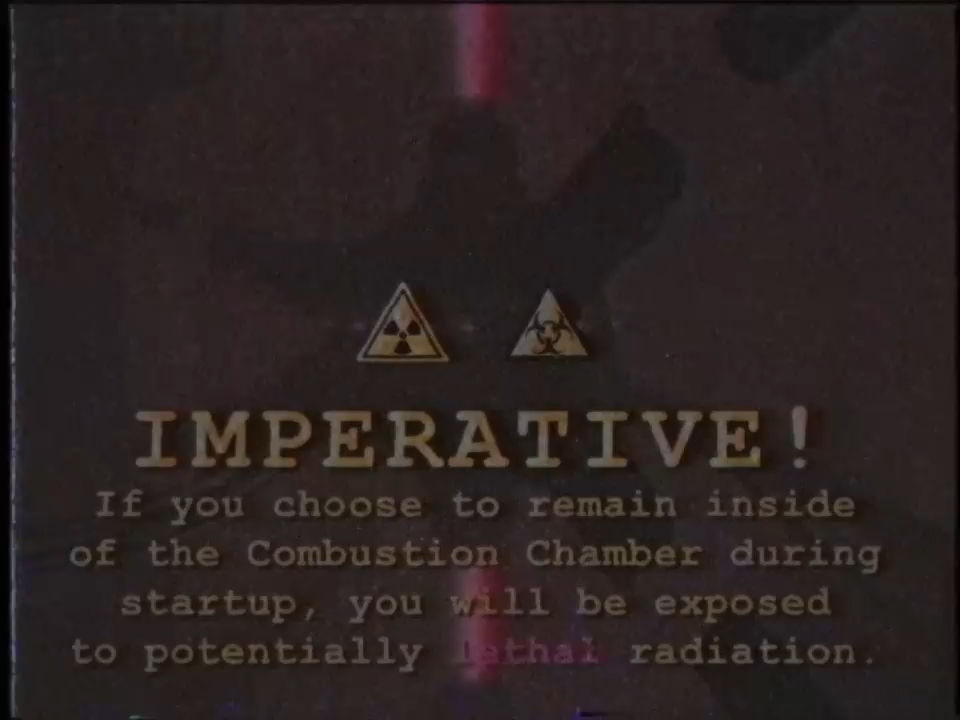 IMPERATIVE!
If you choose to remain inside
of the Combustion Chamber during
startup, you will be exposed
to potentially lethal radiation.